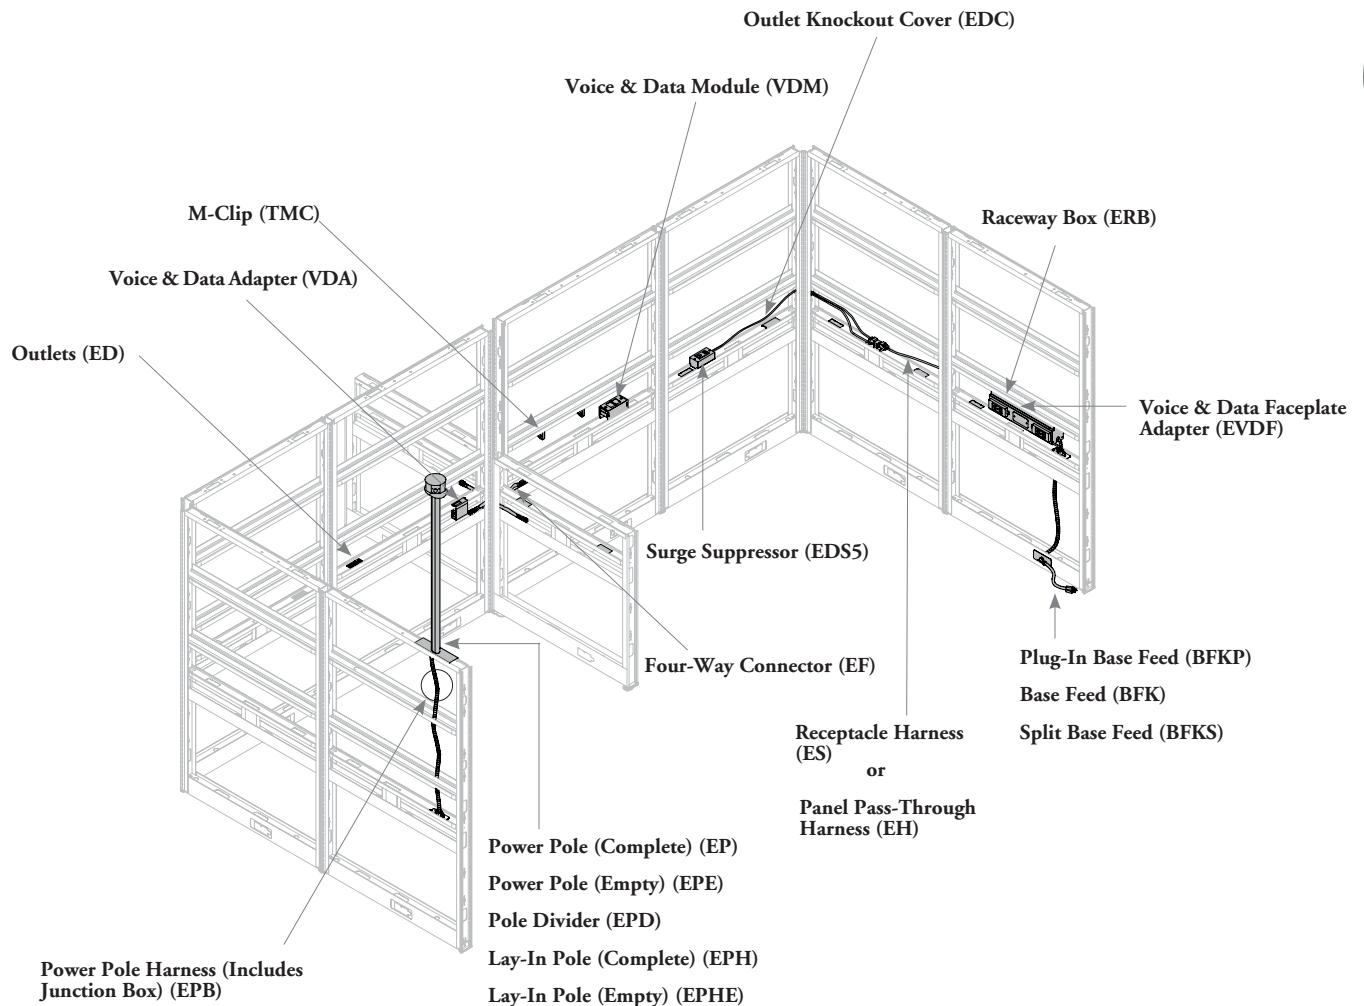 Outlet Knockout Cover (EDC)
Voice & Data Module (VDM)
M-Clip (TMC)
Raceway Box (ERB)
Voice & Data Adapter (VDA)
Outlets (ED)
Voice & Data Faceplate
Adapter (EVDF)
Surge Suppressor (EDS5)
Four-Way Connector (EF)
Plug-In Base Feed (BFKP)
Base Feed (BFK)
Split Base Feed (BFKS)
Receptacle Harness
(ES)
or
Panel Pass-Through
Harness (EH)
Power Pole (Complete) (EP)
Power Pole (Empty) (EPE)
Pole Divider (EPD)
Lay-In Pole (Complete) (EPH)
Lay-In Pole (Empty) (EPHE)
Power Pole Harness (Includes
Junction Box) (EPB)